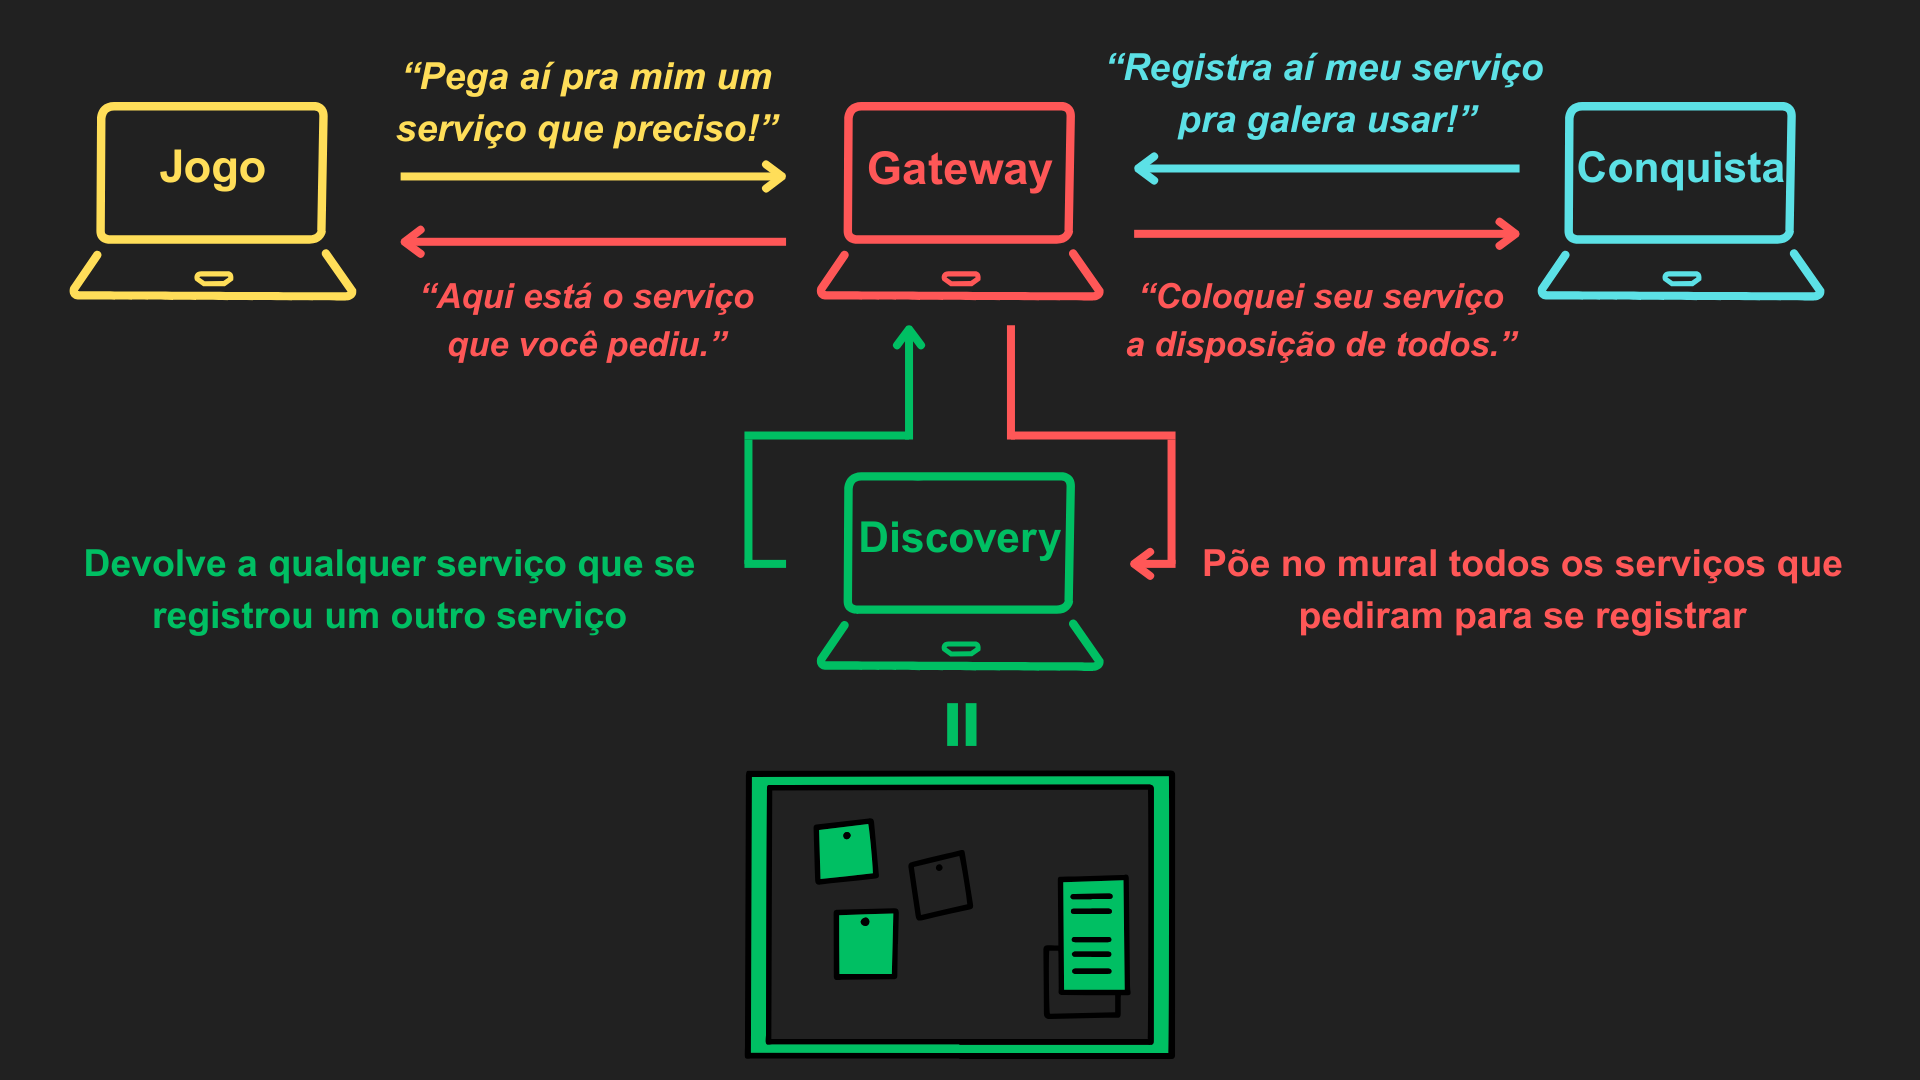 “Pega aí pra mim um
serviço que preciso!”
“Registra aí meu serviço
pra galera usar!”
Jogo
Gateway
Conquista
“Aqui está o serviço
que você pediu.”
“Coloquei seu serviço
a disposição de todos.”
Discovery
Devolve a qualquer serviço que se
registrou um outro serviço
Põe no mural todos os serviços que
pediram para se registrar